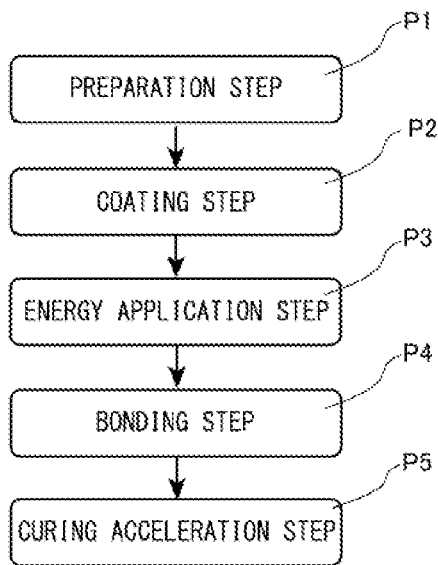 P1
PREPARATION STEP
P2
COATING STEP
P3
ENERGY APPLICATION STEP
P4
BONDING STEP
P5
CURING ACCELERATION STEP